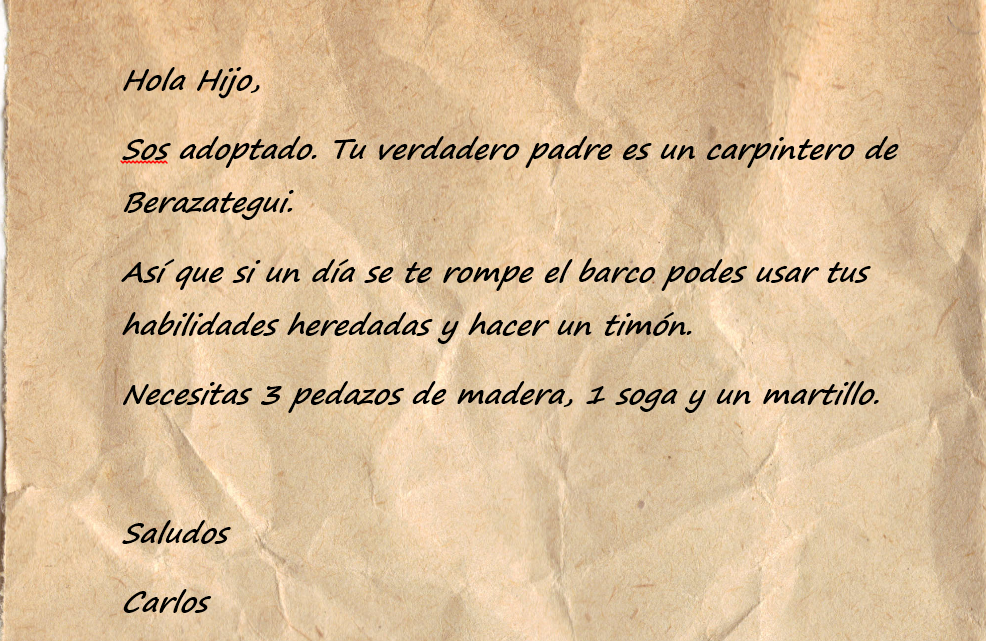 Hola Hijo,
Sos adoptado. Tu verdadero padre es un carpintero de
Berazategui.
Así que si un día se te rompe el barco podes usar tus
habilidades heredadas y hacer un timón.
Necesitas 3 pedazos de madera, 1 soga y un martillo.
Saludos
Carlos